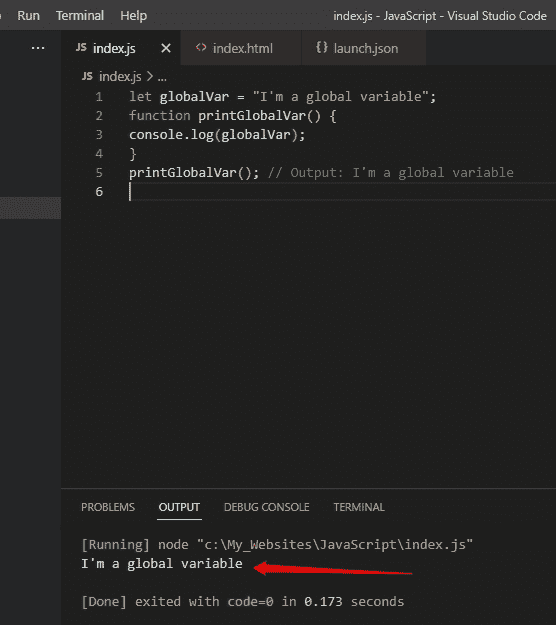 Run Terminal Help index.js - JavaScript - Visual Studio Code
... JS index.js × <> index.html {} launch.json
JS index.js > ...
1 let globalVar = "I'm a global variable";
2 function printGlobalVar() {
3 console.log(globalVar);
4 }
5 printGlobalVar(); // Output: I'm a global variable
6
PROBLEMS OUTPUT DEBUG CONSOLE TERMINAL
[Running] node "c:\My_Websites\JavaScript\index.js"
I'm a global variable
[Done] exited with code=0 in 0.173 seconds